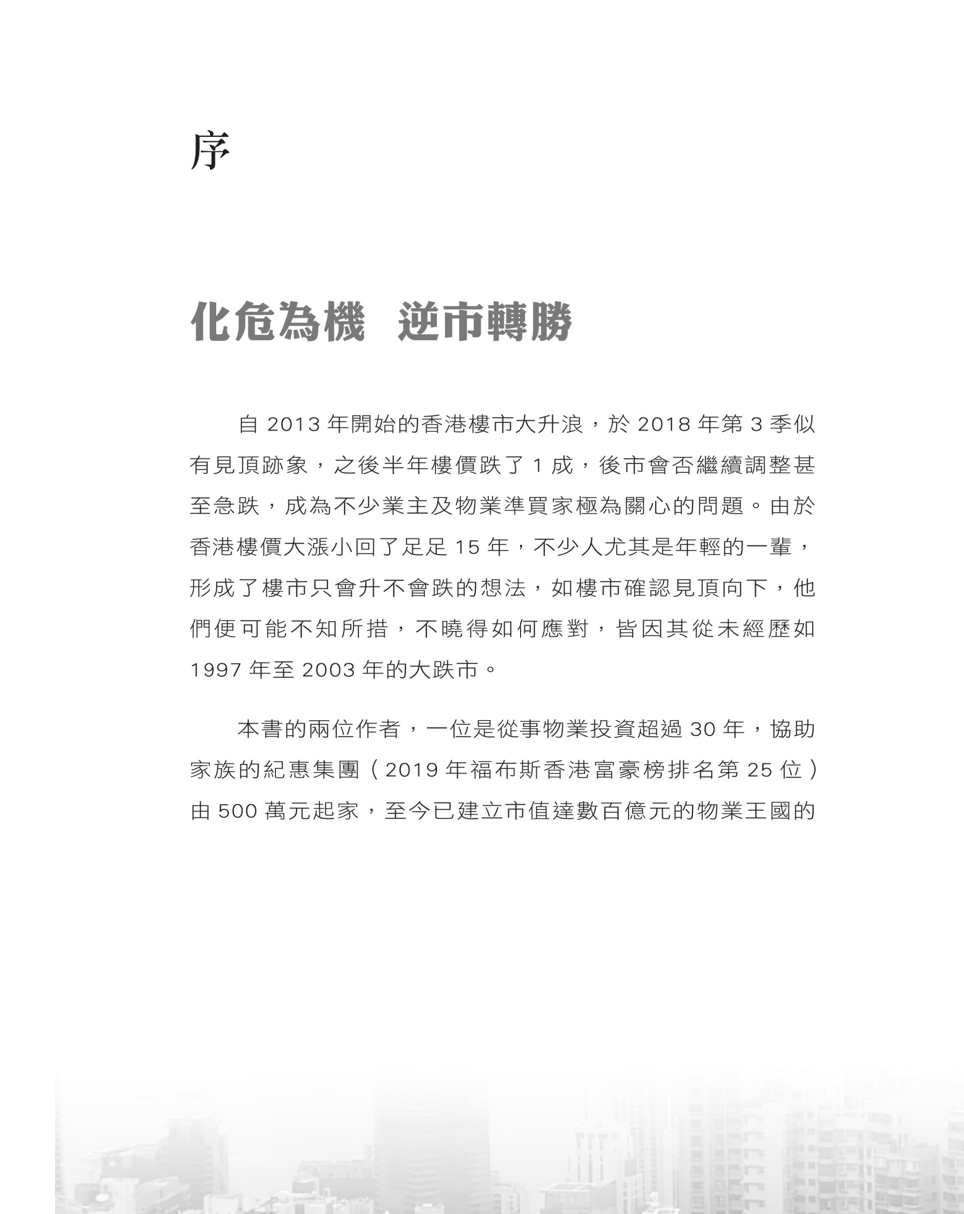 序
化危為機 逆市轉勝
自 2013 年開始的香港樓市大升浪，於 2018 年第 3 季似
有見頂跡象，之後半年樓價跌了 1 成，後市會否繼續調整甚
至急跌，成為不少業主及物業準買家極為關心的問題。由於
香港樓價大漲小回了足足 15 年，不少人尤其是年輕的一輩，
形成了樓市只會升不會跌的想法，如樓市確認見頂向下，他
們便可能不知所措，不曉得如何應對，皆因其從未經歷如
1997 年至 2003 年的大跌市。
本書的兩位作者，一位是從事物業投資超過 30 年，協助
家族的紀惠集團（2019 年福布斯香港富豪榜排名第 25 位）
由 500 萬元起家，至今已建立市值達數百億元的物業王國的